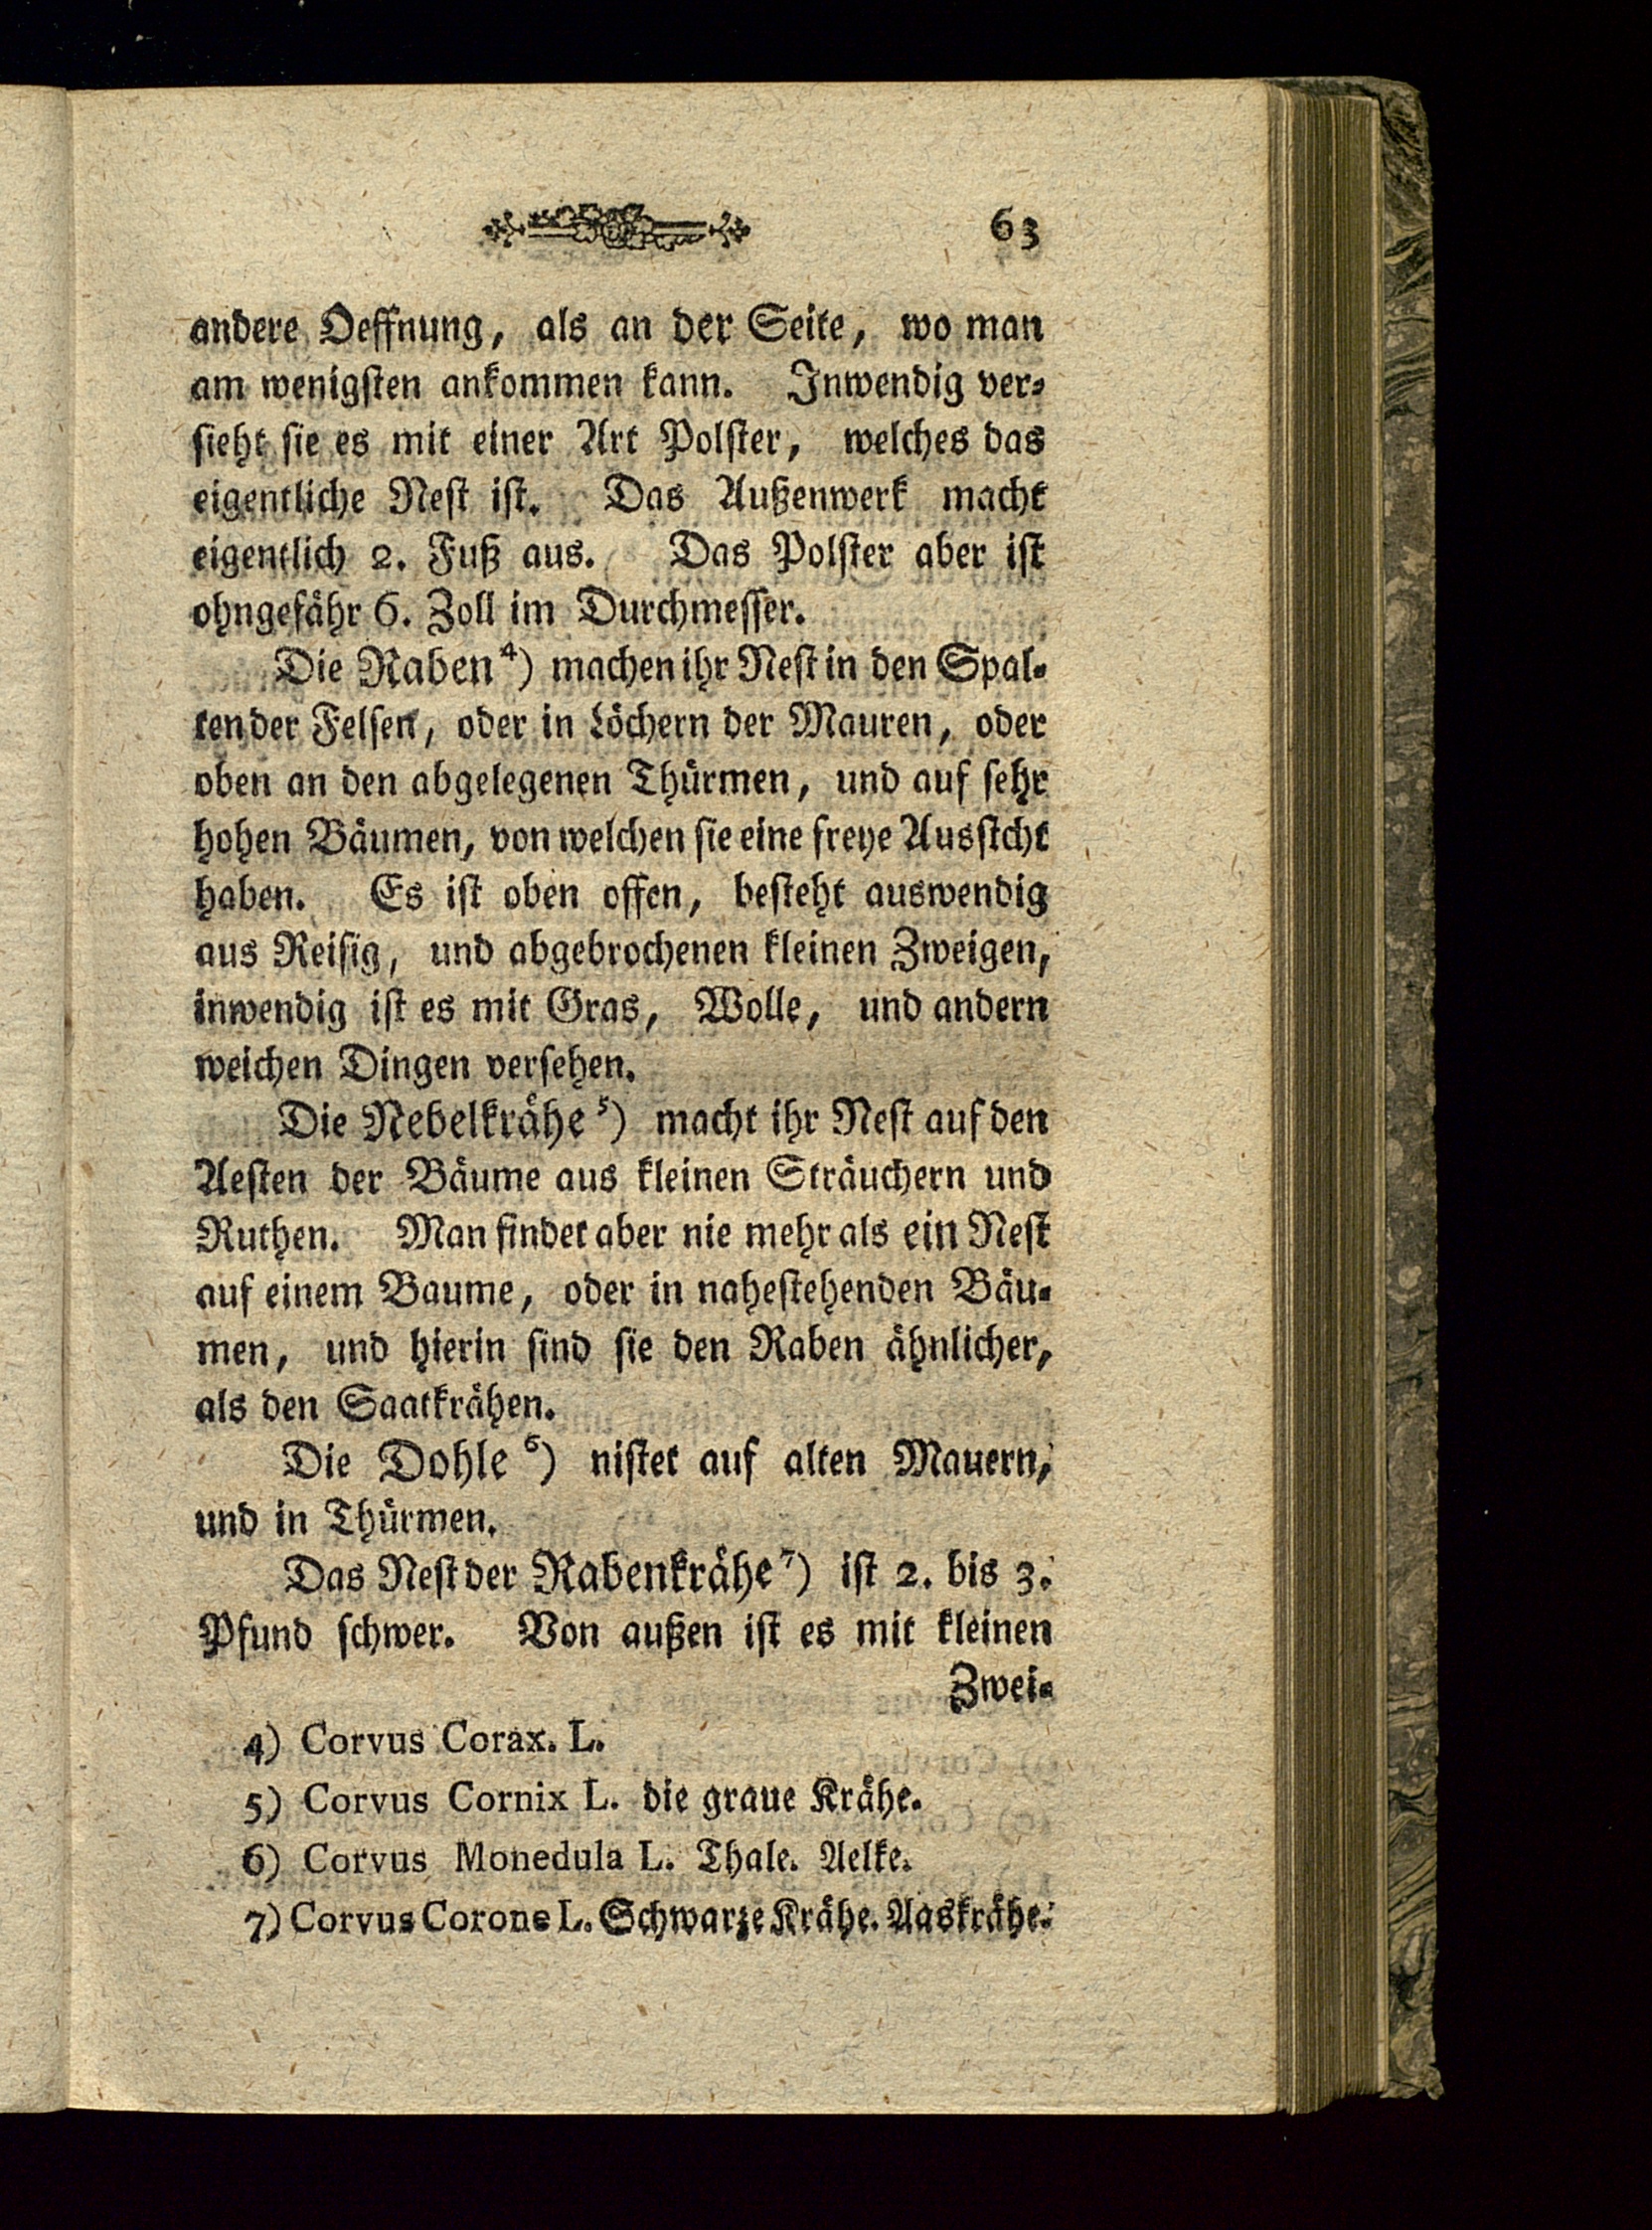 63
andere Oeffnung, als an der Seite, wo man
am wenigsten ankommen kann. Inwendig ver-
sieht sie es mit einer Art Polster, welches das
eigentliche Nest ist. Das Außenwerk macht
eigentlich 2. Fuß aus. Das Polster aber ist
ohngefähr 6. Zoll im Durchmesser.
Die Raben⁴) machen ihr Nest in den Spal-
ten der Felsen, oder in Löchern der Mauren, oder
oben an den abgelegenen Thürmen, und auf sehr
hohen Bäumen, von welchen sie eine freye Aussicht
haben. Es ist oben offen, besteht auswendig
aus Reisig, und abgebrochenen kleinen Zweigen,
inwendig ist es mit Gras, Wolle, und andern
weichen Dingen versehen.
Die Nebelkrähe⁵) macht ihr Nest auf den
Aesten der Bäume aus kleinen Sträuchern und
Ruthen. Man findet aber nie mehr als ein Nest
auf einem Baume, oder in nahestehenden Bäu-
men, und hierin sind sie den Raben ähnlicher,
als den Saatkrähen.
Die Dohle⁶) nistet auf alten Mauern,
und in Thürmen.
Das Nest der Rabenkrähe⁷) ist 2. bis 3.
Pfund schwer. Von außen ist es mit kleinen
Zwei-
4) Corvus Corax. L.
5) Corvus Cornix L. die graue Krähe.
6) Corvus Monedula L. Thale. Aelke.
7) Corvus Corone L. Schwarze Krähe. Aaskrähe.